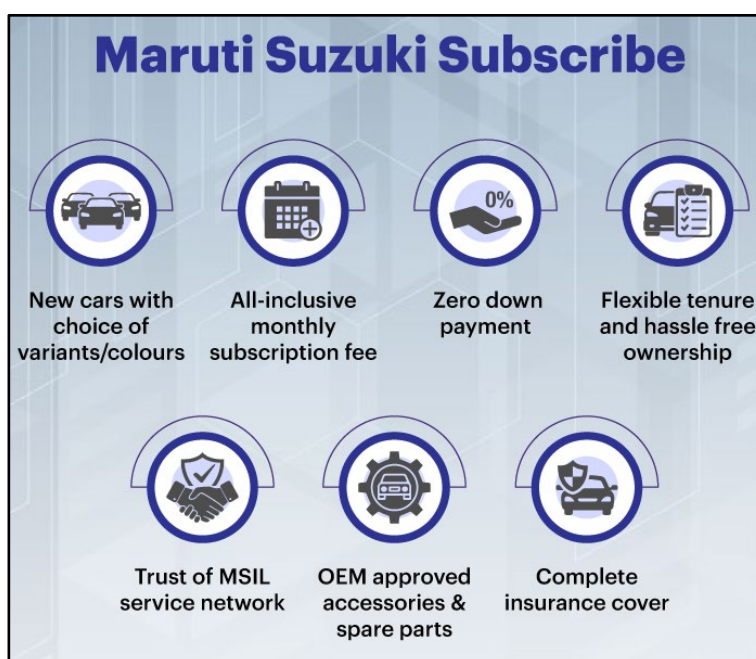 Maruti Suzuki Subscribe
0%
New cars with
choice of
variants/colours
All-inclusive
monthly
subscription fee
Zero down
payment
Flexible tenure
and hassle free
ownership
Trust of MSIL
service network
OEM approved
accessories &
spare parts
Complete
insurance cover